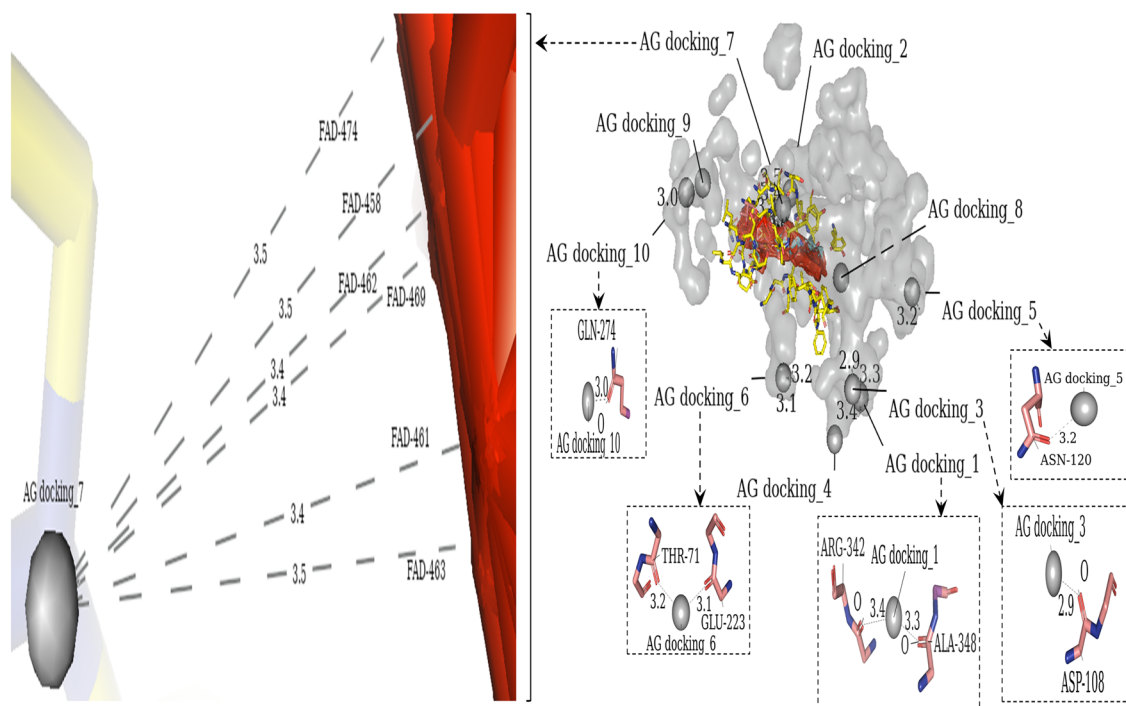 FAD-474
FAD-458
FAD-462
FAD-469
FAD-461
FAD-463
3.5
3.5
3.4
3.4
3.4
3.5
AG docking_7
AG docking_7
AG docking_2
AG docking_9
3.0
AG docking_8
AG docking_10
3.2
AG docking_5
3.2
3.1
2.9
3.3
3.4
AG docking_6
AG docking_3
AG docking_1
AG docking_4
GLN-274
3.0
O
AG docking 10
AG docking_5
3.2
ASN-120
THR-71
3.2
3.1
GLU-223
AG docking_6
ARG-342
AG docking_1
O
3.4
3.3
O
ALA-348
AG docking_3
O
2.9
ASP-108